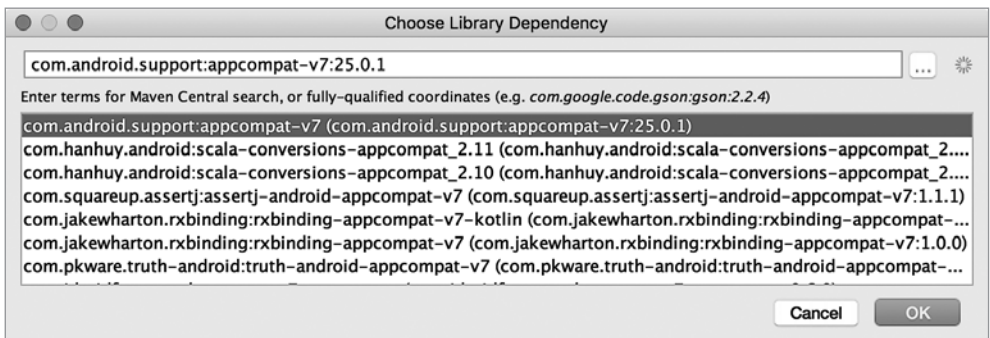 Choose Library Dependency
com.android.support:appcompat-v7:25.0.1
...
Enter terms for Maven Central search, or fully-qualified coordinates (e.g. com.google.code.gson:gson:2.2.4)
com.android.support:appcompat-v7 (com.android.support:appcompat-v7:25.0.1)
com.hanhuy.android:scala-conversions-appcompat_2.11 (com.hanhuy.android:scala-conversions-appcompat_2....
com.hanhuy.android:scala-conversions-appcompat_2.10 (com.hanhuy.android:scala-conversions-appcompat_2....
com.squareup.assertj:assertj-android-appcompat-v7 (com.squareup.assertj:assertj-android-appcompat-v7:1.1.1)
com.jakewharton.rxbinding:rxbinding-appcompat-v7-kotlin (com.jakewharton.rxbinding:rxbinding-appcompat-...
com.jakewharton.rxbinding:rxbinding-appcompat-v7 (com.jakewharton.rxbinding:rxbinding-appcompat-v7:1.0.0)
com.pkware.truth-android:truth-android-appcompat-v7 (com.pkware.truth-android:truth-android-appcompat-...
Cancel OK